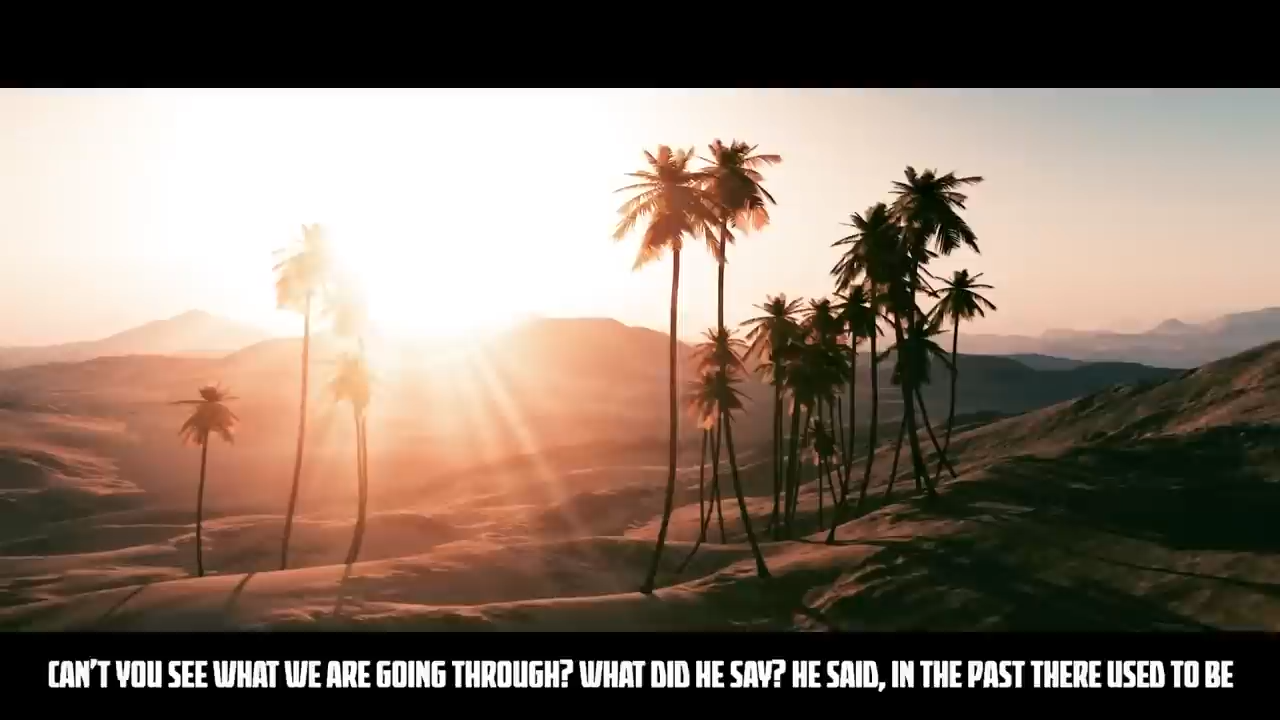 CAN'T YOU SEE WHAT WE ARE GOING THROUGH? WHAT DID HE SAY? HE SAID, IN THE PAST THERE USED TO BE